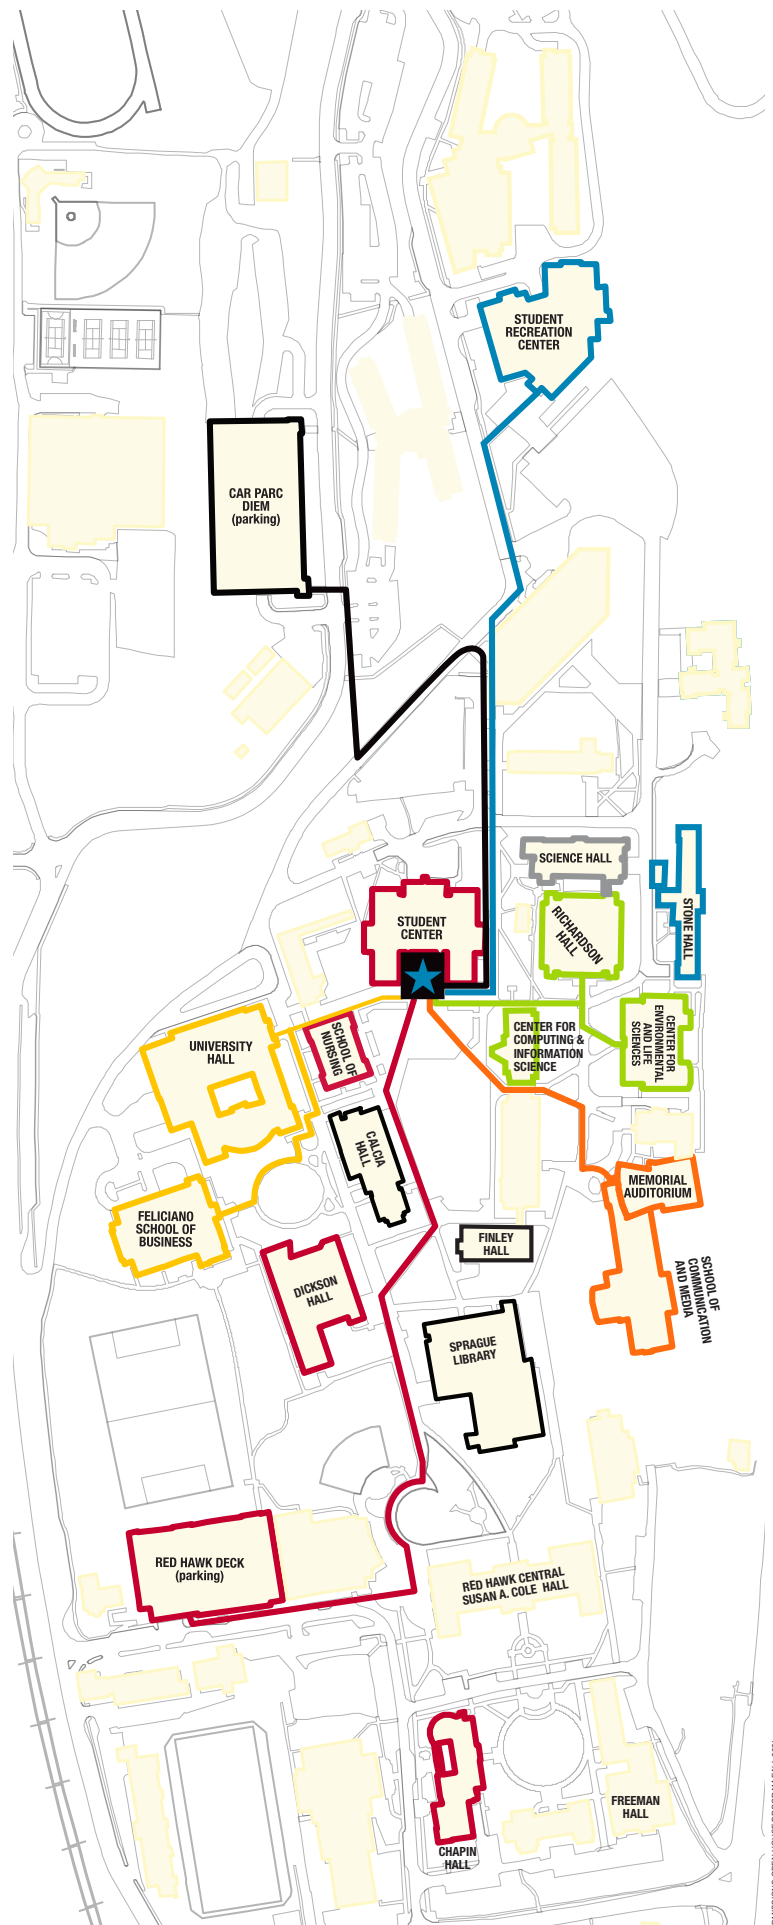 STUDENT
RECREATION
CENTER
CAR PARC
DIEM
(parking)
SCIENCE HALL
RICHARDSON
HALL
STONE HALL
STUDENT
CENTER
CENTER FOR
COMPUTING &
INFORMATION
SCIENCE
CENTER FOR
ENVIRONMENTAL
AND LIFE
SCIENCES
UNIVERSITY
HALL
SCHOOL OF
NURSING
CALCIA
HALL
MEMORIAL
AUDITORIUM
FELICIANO
SCHOOL OF
BUSINESS
FINLEY
HALL
SCHOOL OF
COMMUNICATION
AND MEDIA
DICKSON
HALL
SPRAGUE
LIBRARY
RED HAWK DECK
(parking)
RED HAWK CENTRAL
SUSAN A. COLE HALL
FREEMAN
HALL
CHAPIN
HALL